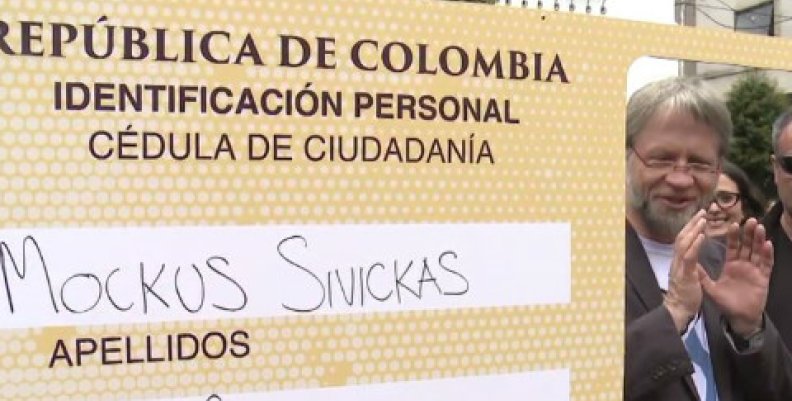 REPÚBLICA DE COLOMBIA
IDENTIFICACIÓN PERSONAL
CÉDULA DE CIUDADANÍA
MOCKUS SIVICKAS
APELLIDOS